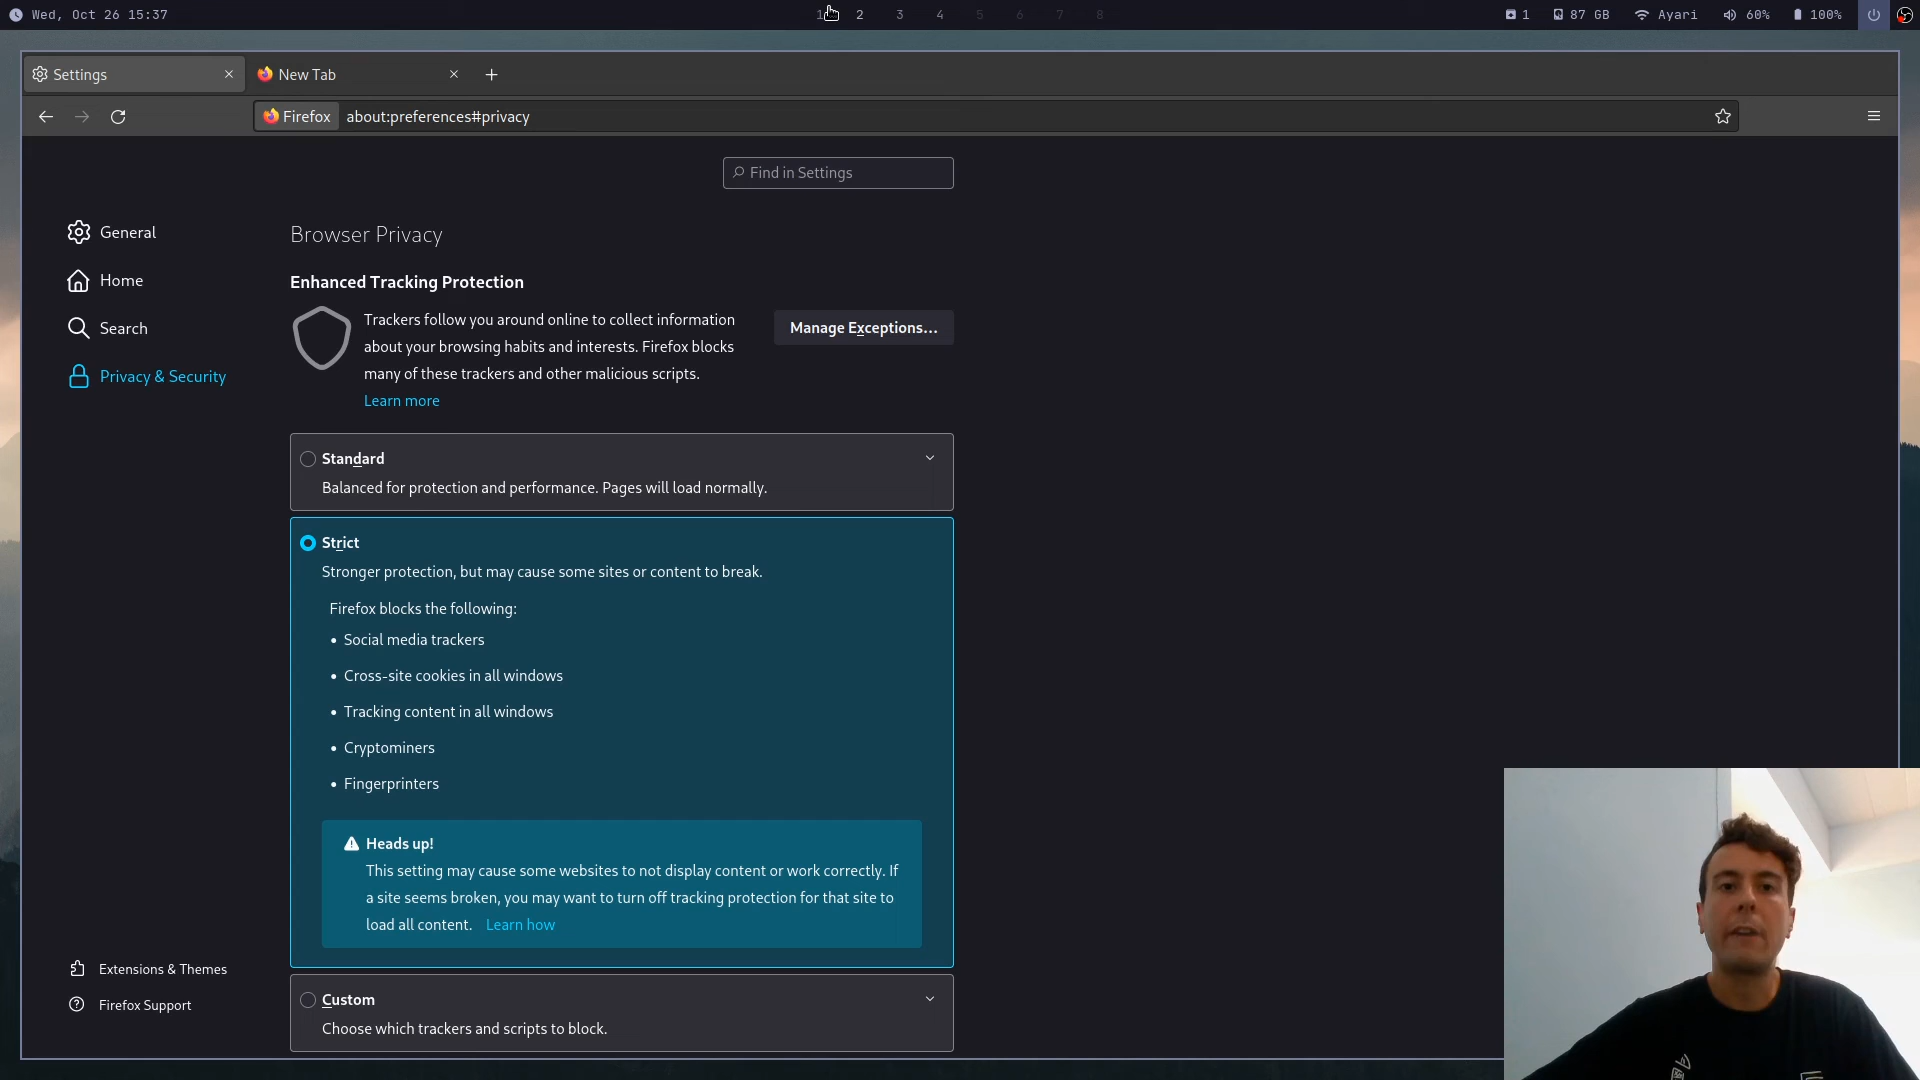 Wed, Oct 26 15:37
1 2 3 4 5 6 7 8
1 87 GB Ayari 60% 100%
Settings
New Tab
Firefox about:preferences#privacy
Find in Settings
General
Home
Search
Privacy & Security
Extensions & Themes
Firefox Support
Browser Privacy
Enhanced Tracking Protection
Trackers follow you around online to collect information
about your browsing habits and interests. Firefox blocks
many of these trackers and other malicious scripts.
Learn more
Manage Exceptions...
Standard
Balanced for protection and performance. Pages will load normally.
Strict
Stronger protection, but may cause some sites or content to break.
Firefox blocks the following:
• Social media trackers
• Cross-site cookies in all windows
• Tracking content in all windows
• Cryptominers
• Fingerprinters
Heads up!
This setting may cause some websites to not display content or work correctly. If
a site seems broken, you may want to turn off tracking protection for that site to
load all content. Learn how
Custom
Choose which trackers and scripts to block.